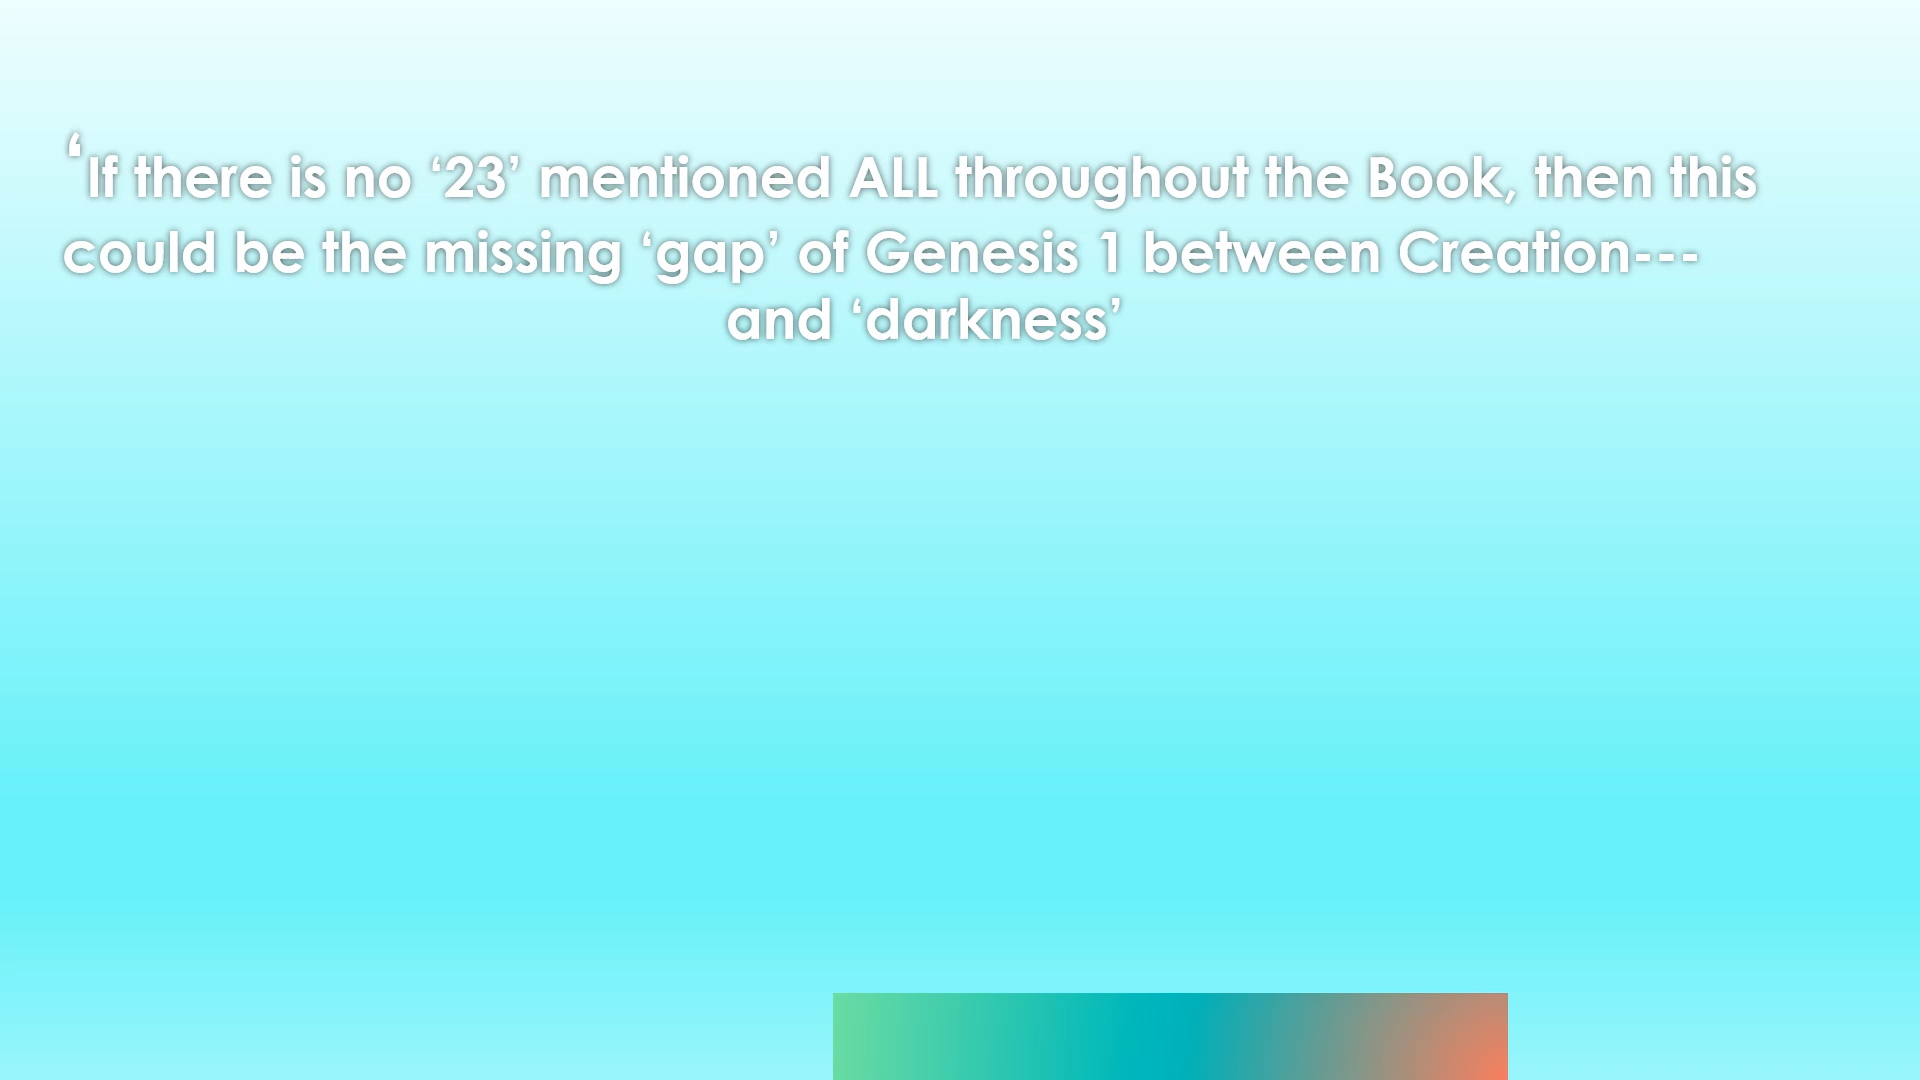 ‘If there is no ‘23’ mentioned ALL throughout the Book, then this
could be the missing ‘gap’ of Genesis 1 between Creation---
and ‘darkness’